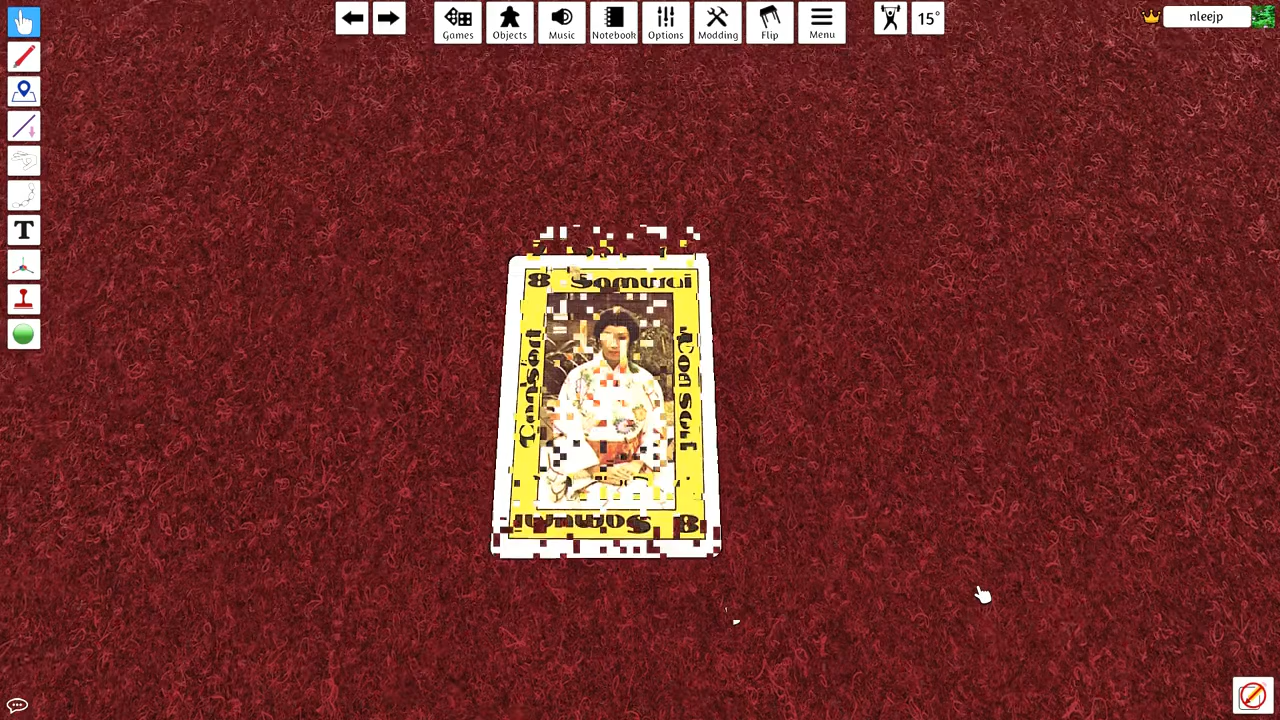 Games
Objects
Music
Notebook
Options
Modding
Flip
Menu
15°
nleejp
T
8 Samurai
8 Samurai